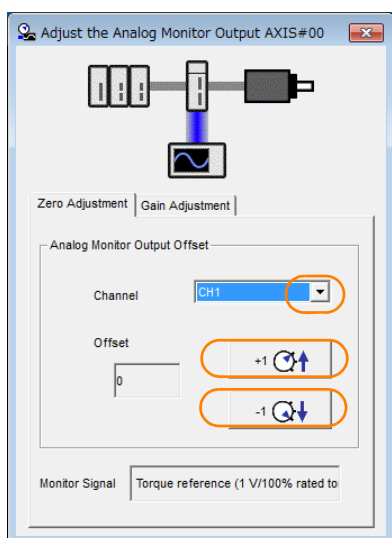 Adjust the Analog Monitor Output AXIS#00
Zero Adjustment Gain Adjustment
Analog Monitor Output Offset
Channel CH1
Offset
0
+1
-1
Monitor Signal Torque reference (1 V/100% rated to